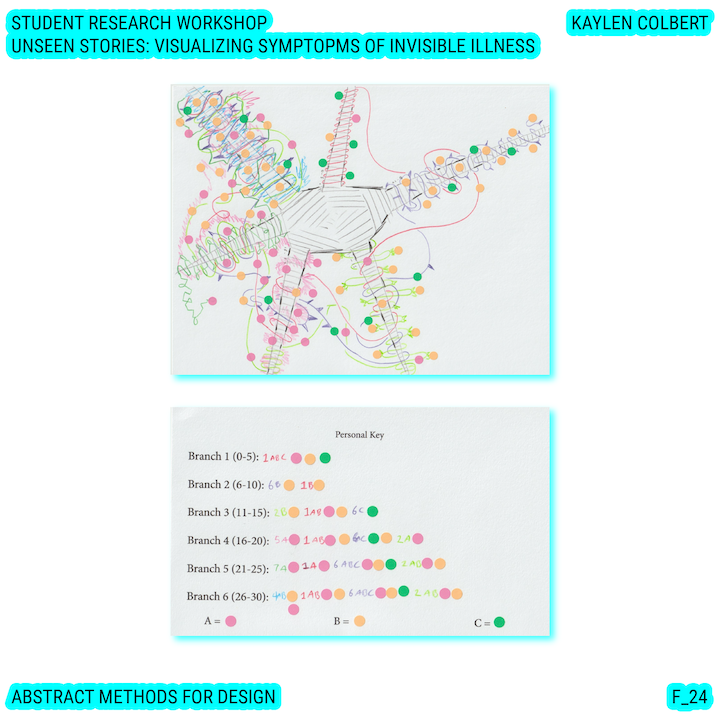 STUDENT RESEARCH WORKSHOP
KAYLEN COLBERT
UNSEEN STORIES: VISUALIZING SYMPTOPMS OF INVISIBLE ILLNESS
Personal Key
Branch 1 (0-5): 1ABC
Branch 2 (6-10): 6B 1B
Branch 3 (11-15): 2B 1AB 6C
Branch 4 (16-20): 5A 1AB 6BC 2A
Branch 5 (21-25): 7A 1A 6ABC 2AB
Branch 6 (26-30): 4AB 1AB 6ABC 2AB
A =
B =
C =
ABSTRACT METHODS FOR DESIGN
F_24